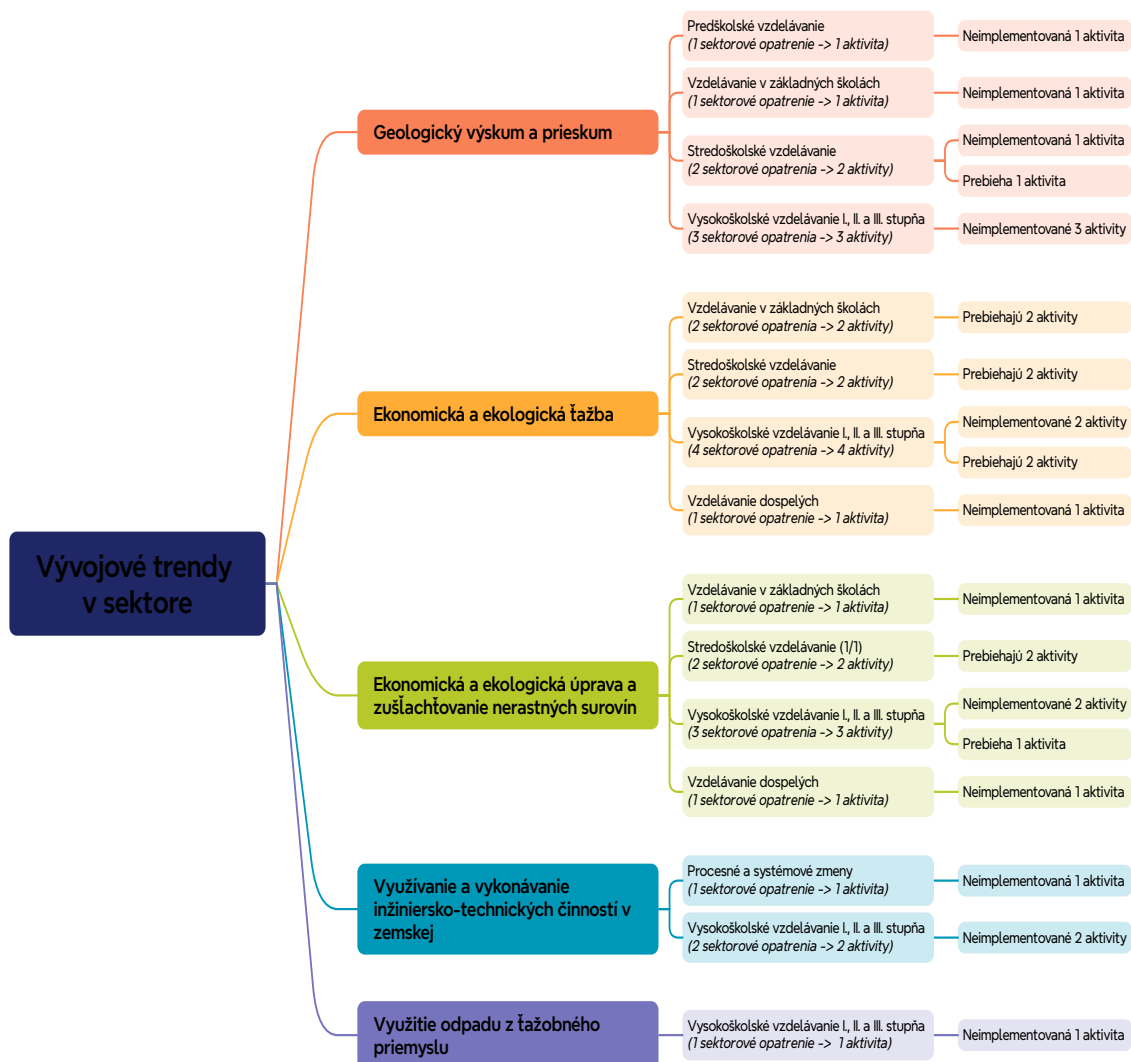 Vývojové trendy
v sektore
Geologický výskum a prieskum
Predškolské vzdelávanie
(1 sektorové opatrenie -> 1 aktivita)
Neimplementovaná 1 aktivita
Vzdelávanie v základných školách
(1 sektorové opatrenie -> 1 aktivita)
Neimplementovaná 1 aktivita
Stredoškolské vzdelávanie
(2 sektorové opatrenia -> 2 aktivity)
Neimplementovaná 1 aktivita
Prebieha 1 aktivita
Vysokoškolské vzdelávanie I., II. a III. stupňa
(3 sektorové opatrenia -> 3 aktivity)
Neimplementované 3 aktivity
Ekonomická a ekologická ťažba
Vzdelávanie v základných školách
(2 sektorové opatrenia -> 2 aktivity)
Prebiehajú 2 aktivity
Stredoškolské vzdelávanie
(2 sektorové opatrenia -> 2 aktivity)
Prebiehajú 2 aktivity
Vysokoškolské vzdelávanie I., II. a III. stupňa
(4 sektorové opatrenia -> 4 aktivity)
Neimplementované 2 aktivity
Prebiehajú 2 aktivity
Vzdelávanie dospelých
(1 sektorové opatrenie -> 1 aktivita)
Neimplementovaná 1 aktivita
Ekonomická a ekologická úprava a
zušľachťovanie nerastných surovín
Vzdelávanie v základných školách
(1 sektorové opatrenie -> 1 aktivita)
Neimplementovaná 1 aktivita
Stredoškolské vzdelávanie (1/1)
(2 sektorové opatrenie -> 2 aktivity)
Prebiehajú 2 aktivity
Vysokoškolské vzdelávanie I., II. a III. stupňa
(3 sektorové opatrenia -> 3 aktivity)
Neimplementované 2 aktivity
Prebieha 1 aktivita
Vzdelávanie dospelých
(1 sektorové opatrenie -> 1 aktivita)
Neimplementovaná 1 aktivita
Využívanie a vykonávanie
inžiniersko-technických činností v
zemskej
Procesné a systémové zmeny
(1 sektorové opatrenie -> 1 aktivita)
Neimplementovaná 1 aktivita
Vysokoškolské vzdelávanie I., II. a III. stupňa
(2 sektorové opatrenia -> 2 aktivity)
Neimplementované 2 aktivity
Využitie odpadu z ťažobného
priemyslu
Vysokoškolské vzdelávanie I., II. a III. stupňa
(1 sektorové opatrenie -> 1 aktivita)
Neimplementovaná 1 aktivita